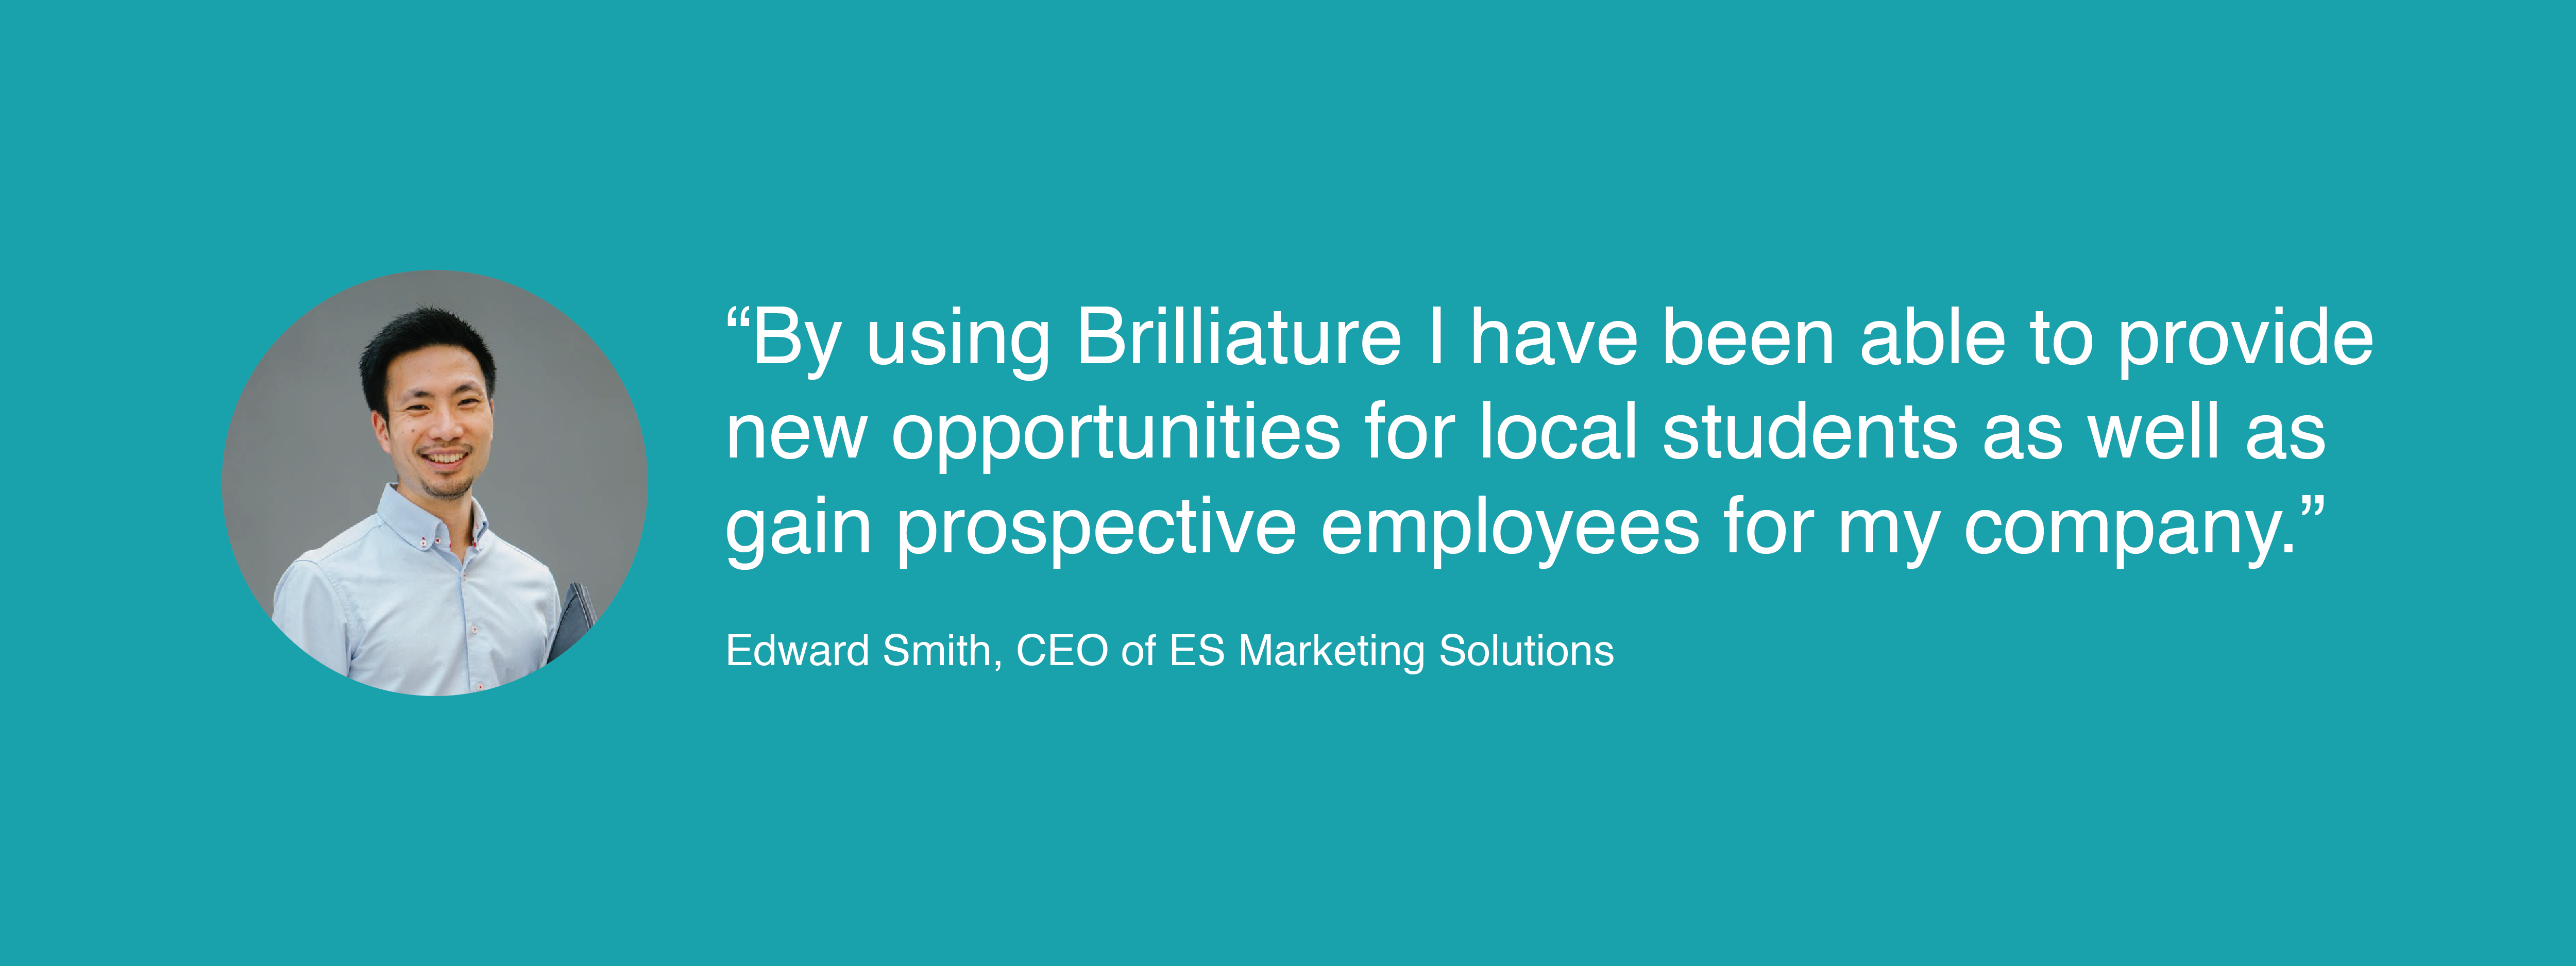 “By using Brilliature I have been able to provide
new opportunities for local students as well as
gain prospective employees for my company.”
Edward Smith, CEO of ES Marketing Solutions